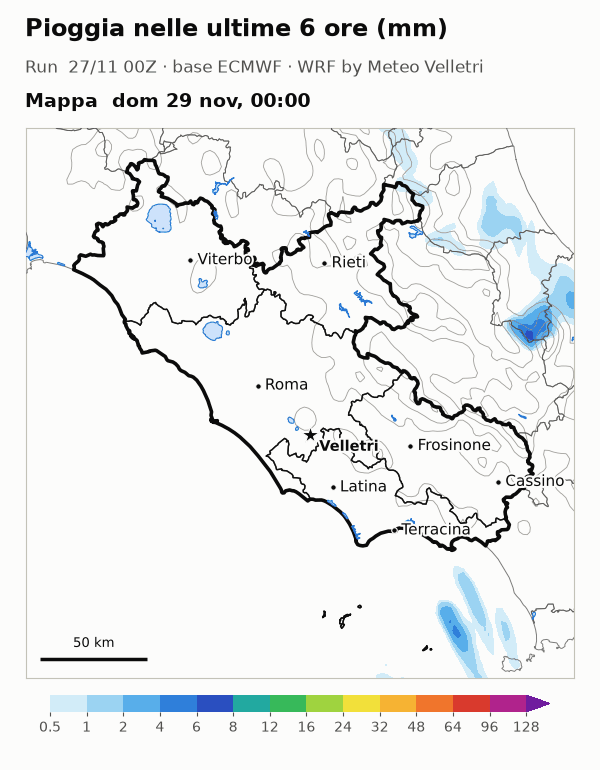 Pioggia nelle ultime 6 ore (mm)
Run  27/11 00Z · base ECMWF · WRF by Meteo Velletri
Mappa  dom 29 nov, 00:00
Viterbo
Rieti
Roma
Velletri
Frosinone
Latina
Cassino
Terracina
50 km
0.5 1 2 4 6 8 12 16 24 32 48 64 96 128